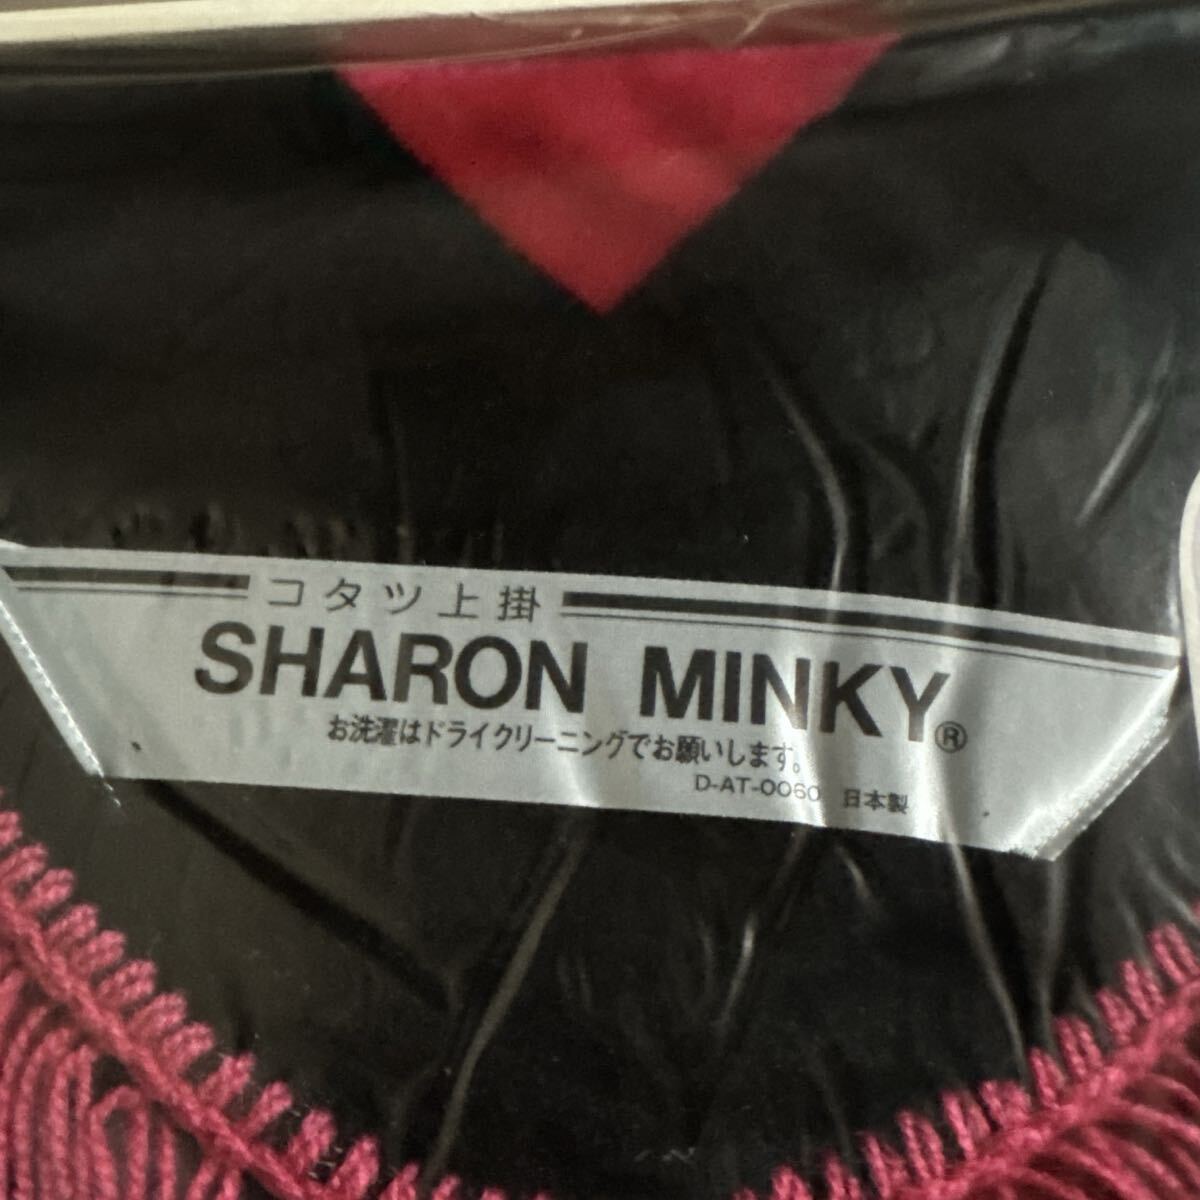 コタツ上掛
SHARON MINKY®
お洗濯はドライクリーニングでお願いします。
D-AT-0060 日本製